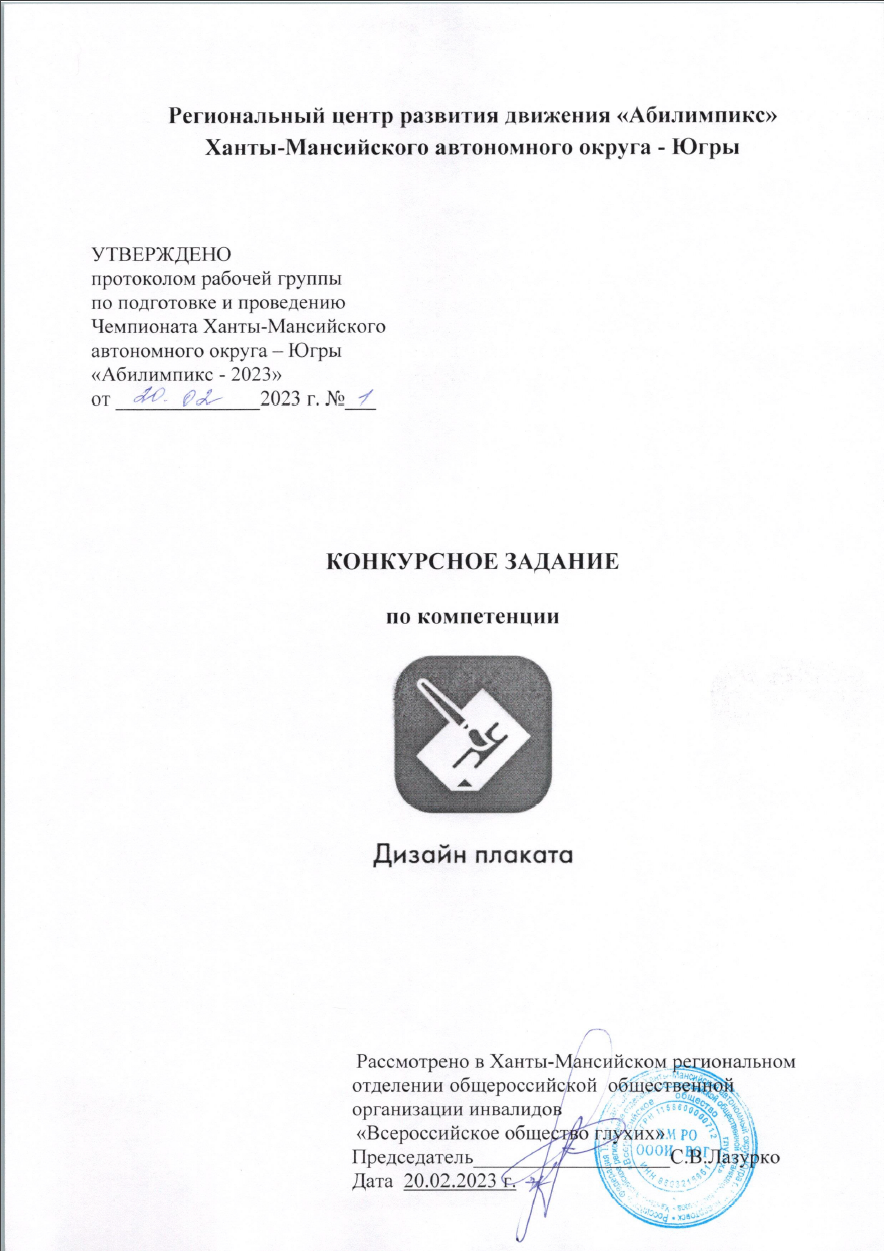 Региональный центр развития движения «Абилимпикс»
Ханты-Мансийского автономного округа - Югры
УТВЕРЖДЕНО
протоколом рабочей группы
по подготовке и проведению
Чемпионата Ханты-Мансийского
автономного округа – Югры
«Абилимпикс - 2023»
от 20. 02 2023 г. № 1
КОНКУРСНОЕ ЗАДАНИЕ
по компетенции
Дизайн плаката
Рассмотрено в Ханты-Мансийском региональном
отделении общероссийской общественной
организации инвалидов
«Всероссийское общество глухих»
Председатель С.В.Лазурко
Дата 20.02.2023 г.